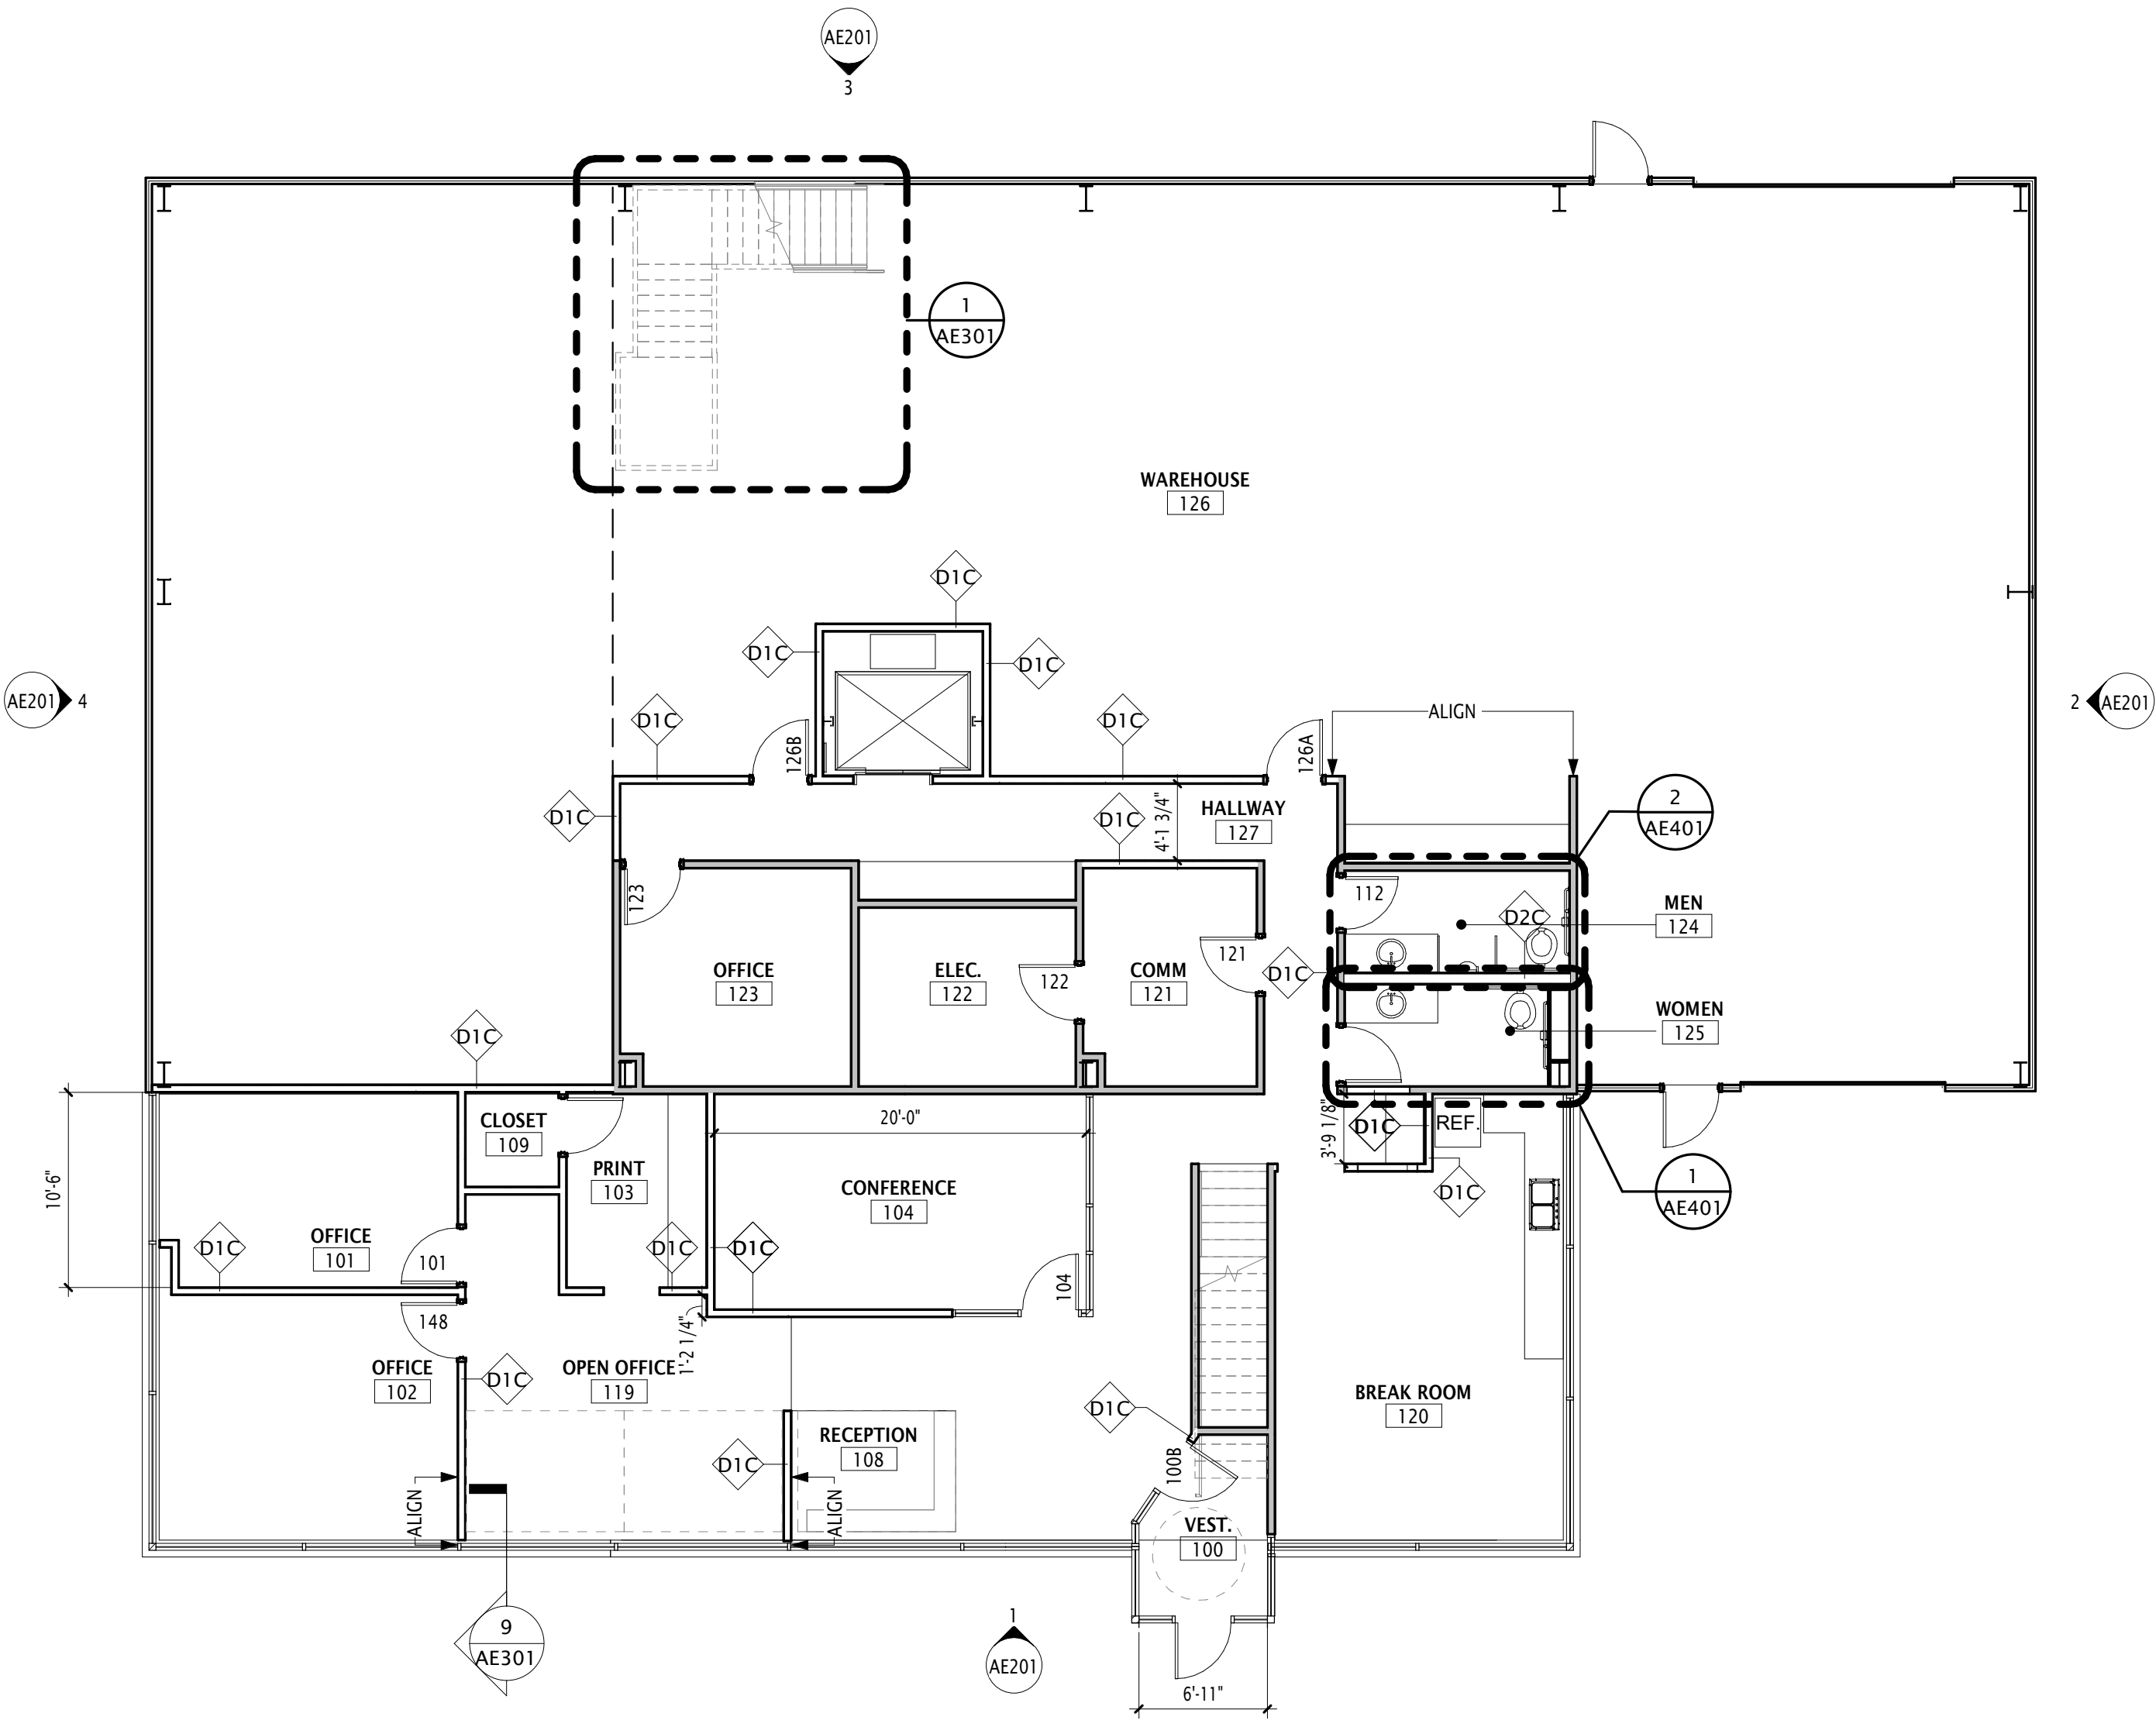 AE201
3
1
AE301
WAREHOUSE
126
D1C
D1C
D1C
AE201
4
2
AE201
D1C
126B
D1C
126A
ALIGN
D1C
D1C
4'-1 3/4"
HALLWAY
127
2
AE401
123
112
D2C
MEN
124
OFFICE
123
ELEC.
122
122
COMM
121
121
D1C
WOMEN
125
D1C
10'-6"
CLOSET
109
PRINT
103
20'-0"
CONFERENCE
104
3'-9 1/8"
D1C
REF.
D1C
1
AE401
OFFICE
101
D1C
101
D1C
D1C
104
148
1'-2 1/4"
OFFICE
102
D1C
OPEN OFFICE
119
D1C
BREAK ROOM
120
RECEPTION
108
D1C
100B
ALIGN
ALIGN
VEST.
100
9
AE301
1
AE201
6'-11"